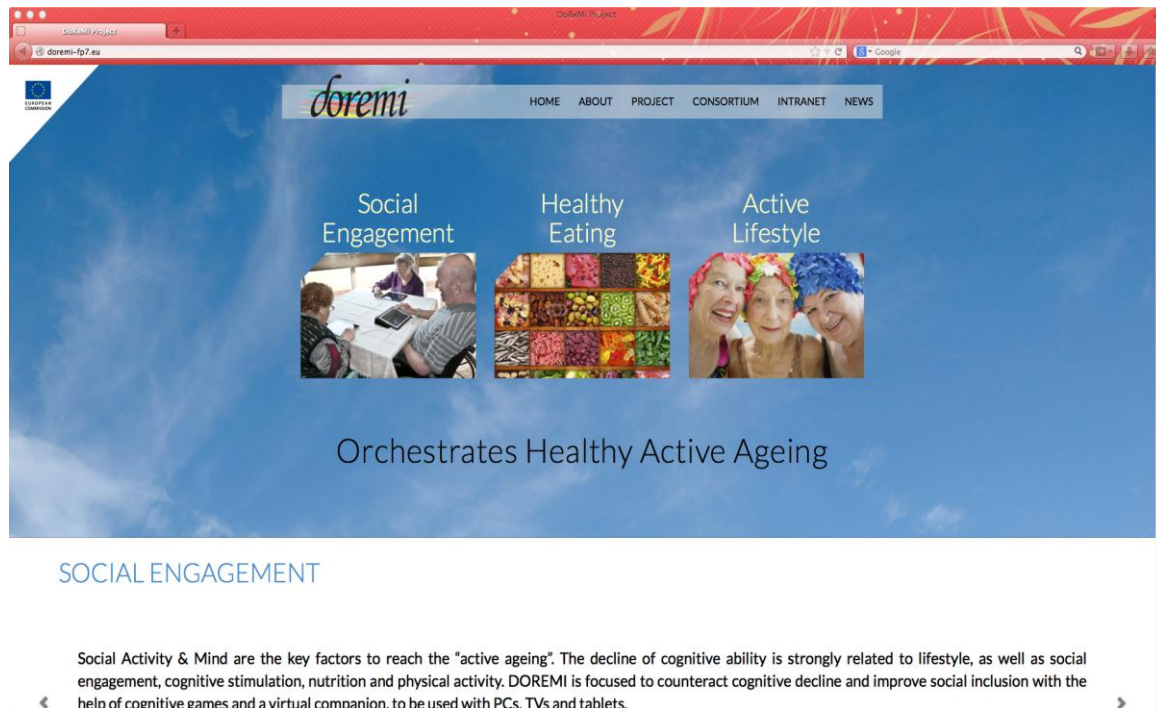 DoReMi Project
DoReMi Project
doremi-fp7.eu
Google
EUROPEAN
COMMISSION
doremi
HOME ABOUT PROJECT CONSORTIUM INTRANET NEWS
Social
Engagement
Healthy
Eating
Active
Lifestyle
Orchestrates Healthy Active Ageing
SOCIAL ENGAGEMENT
Social Activity & Mind are the key factors to reach the “active ageing”. The decline of cognitive ability is strongly related to lifestyle, as well as social
engagement, cognitive stimulation, nutrition and physical activity. DOREMI is focused to counteract cognitive decline and improve social inclusion with the
help of cognitive games and a virtual companion, to be used with PCs, TVs and tablets.